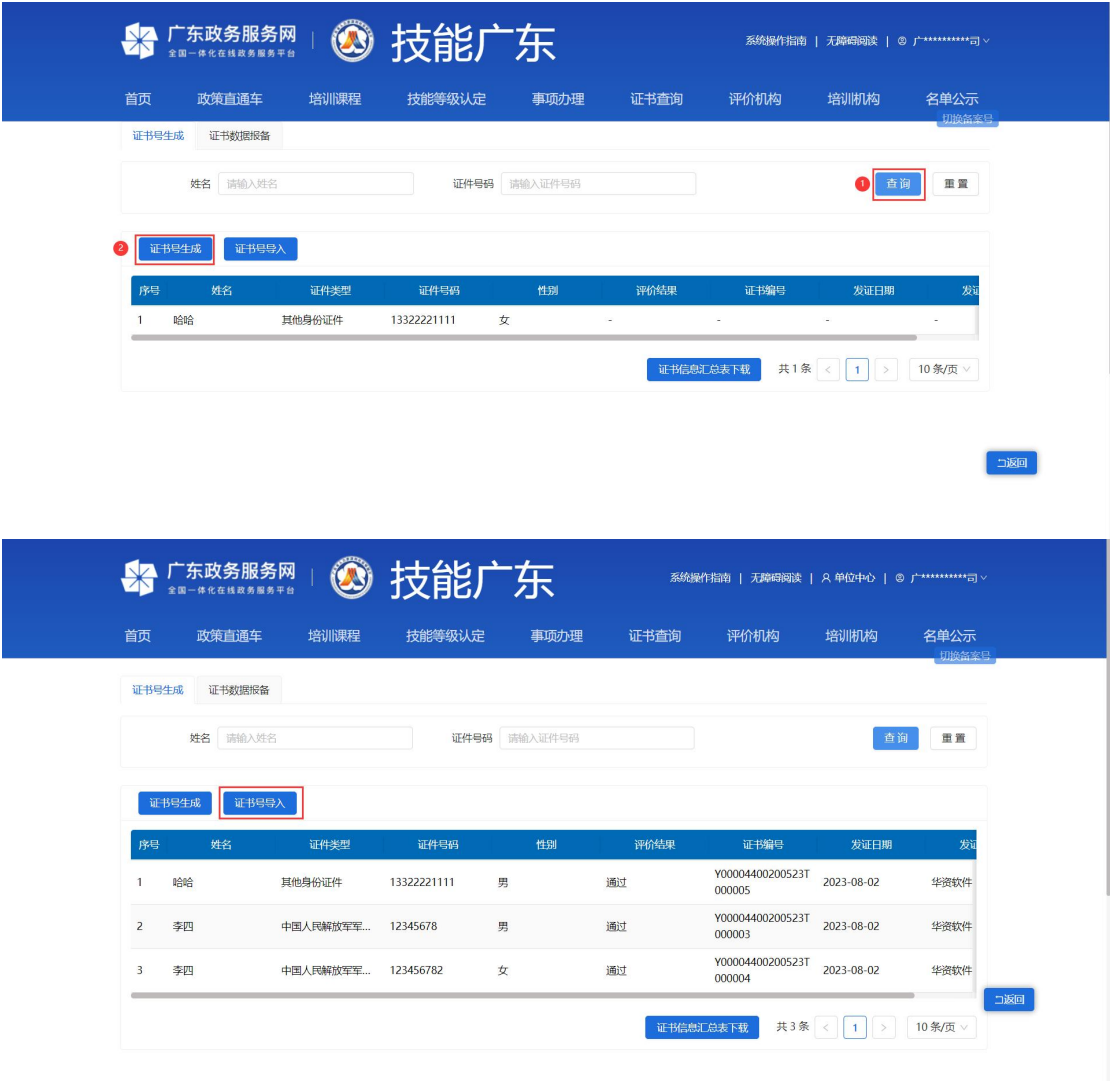 广东政务服务网
全国一体化在线政务服务平台
技能广东
系统操作指南 | 无障碍阅读 | 广**********司
首页 政策直通车 培训课程 技能等级认定 事项办理 证书查询 评价机构 培训机构 名单公示
切换备案号
证书号生成 证书数据报备
姓名 请输入姓名 证件号码 请输入证件号码 1 查询 重置
2 证书号生成 证书号导入
序号 姓名 证件类型 证件号码 性别 评价结果 证书编号 发证日期 发证
1 哈哈 其他身份证件 13322221111 女 - - - -
证书信息汇总表下载 共 1 条 < 1 > 10 条/页
返回
广东政务服务网
全国一体化在线政务服务平台
技能广东
系统操作指南 | 无障碍阅读 | 单位中心 | 广**********司
首页 政策直通车 培训课程 技能等级认定 事项办理 证书查询 评价机构 培训机构 名单公示
切换备案号
证书号生成 证书数据报备
姓名 请输入姓名 证件号码 请输入证件号码 查询 重置
证书号生成 证书号导入
序号 姓名 证件类型 证件号码 性别 评价结果 证书编号 发证日期 发证
1 哈哈 其他身份证件 13322221111 男 通过 Y00004400200523T 2023-08-02 华资软件
000005
2 李四 中国人民解放军军... 12345678 男 通过 Y00004400200523T 2023-08-02 华资软件
000003
3 李四 中国人民解放军军... 123456782 女 通过 Y00004400200523T 2023-08-02 华资软件
000004
返回
证书信息汇总表下载 共 3 条 < 1 > 10 条/页